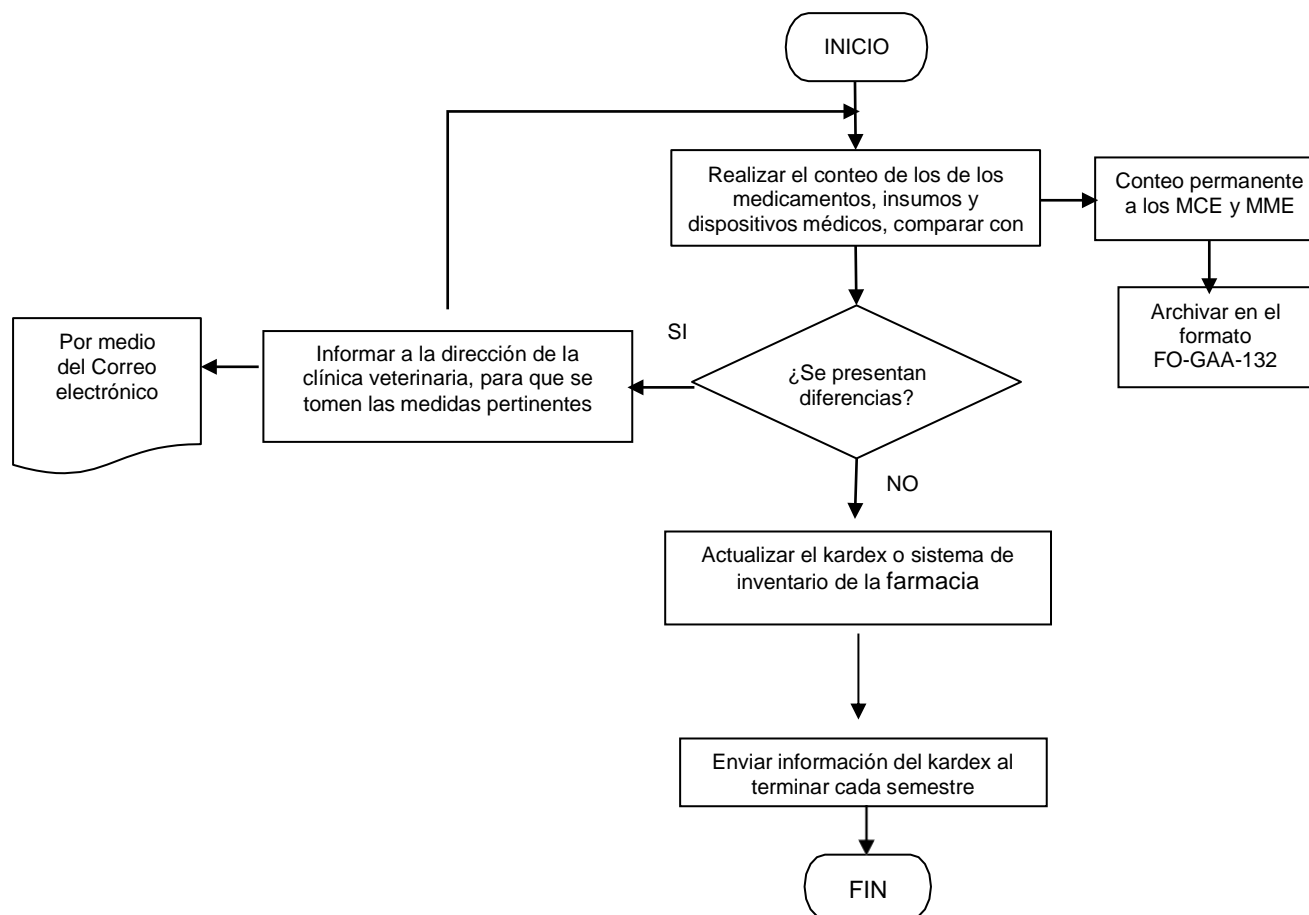 INICIO
Realizar el conteo de los de los
medicamentos, insumos y
dispositivos médicos, comparar con
Conteo permanente
a los MCE y MME
Archivar en el
formato
FO-GAA-132
¿Se presentan
diferencias?
SI
Informar a la dirección de la
clínica veterinaria, para que se
tomen las medidas pertinentes
Por medio
del Correo
electrónico
NO
Actualizar el kardex o sistema de
inventario de la farmacia
Enviar información del kardex al
terminar cada semestre
FIN